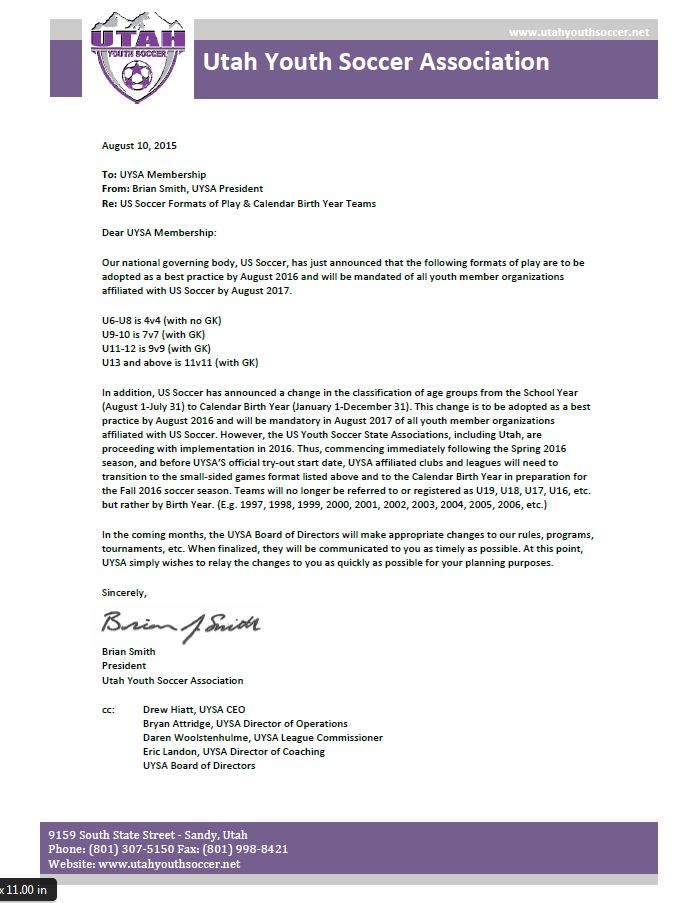 www.utahyouthsoccer.net
UTAH
YOUTH SOCCER
Utah Youth Soccer Association
August 10, 2015
To: UYSA Membership
From: Brian Smith, UYSA President
Re: US Soccer Formats of Play & Calendar Birth Year Teams
Dear UYSA Membership:
Our national governing body, US Soccer, has just announced that the following formats of play are to be
adopted as a best practice by August 2016 and will be mandated of all youth member organizations
affiliated with US Soccer by August 2017.
U6-U8 is 4v4 (with no GK)
U9-10 is 7v7 (with GK)
U11-12 is 9v9 (with GK)
U13 and above is 11v11 (with GK)
In addition, US Soccer has announced a change in the classification of age groups from the School Year
(August 1-July 31) to Calendar Birth Year (January 1-December 31). This change is to be adopted as a best
practice by August 2016 and will be mandatory in August 2017 of all youth member organizations
affiliated with US Soccer. However, the US Youth Soccer State Associations, including Utah, are
proceeding with implementation in 2016. Thus, commencing immediately following the Spring 2016
season, and before UYSA'S official try-out start date, UYSA affiliated clubs and leagues will need to
transition to the small-sided games format listed above and to the Calendar Birth Year in preparation for
the Fall 2016 soccer season. Teams will no longer be referred to or registered as U19, U18, U17, U16, etc.
but rather by Birth Year. (E.g. 1997, 1998, 1999, 2000, 2001, 2002, 2003, 2004, 2005, 2006, etc.)
In the coming months, the UYSA Board of Directors will make appropriate changes to our rules, programs,
tournaments, etc. When finalized, they will be communicated to you as timely as possible. At this point,
UYSA simply wishes to relay the changes to you as quickly as possible for your planning purposes.
Sincerely,
Brian J Smith
Brian Smith
President
Utah Youth Soccer Association
cc: Drew Hiatt, UYSA CEO
Bryan Attridge, UYSA Director of Operations
Daren Woolstenhulme, UYSA League Commissioner
Eric Landon, UYSA Director of Coaching
UYSA Board of Directors
9159 South State Street - Sandy, Utah
Phone: (801) 307-5150 Fax: (801) 998-8421
Website: www.utahyouthsoccer.net
x 11.00 in